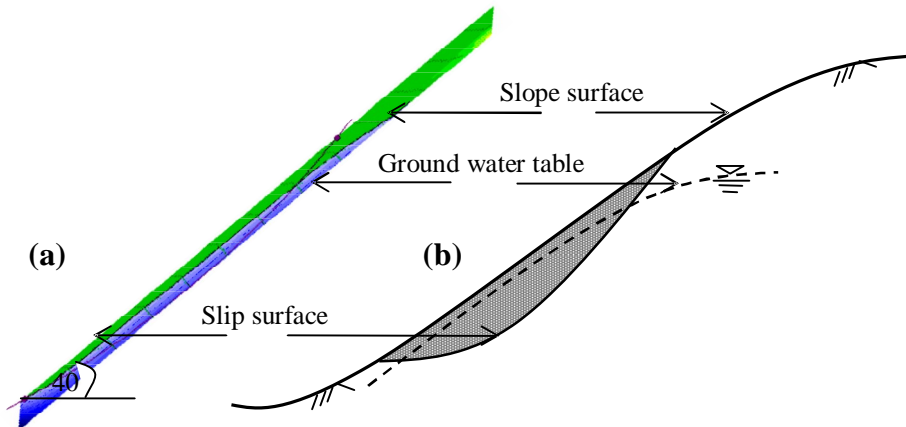 Slope surface
Ground water table
(a)
(b)
Slip surface
40